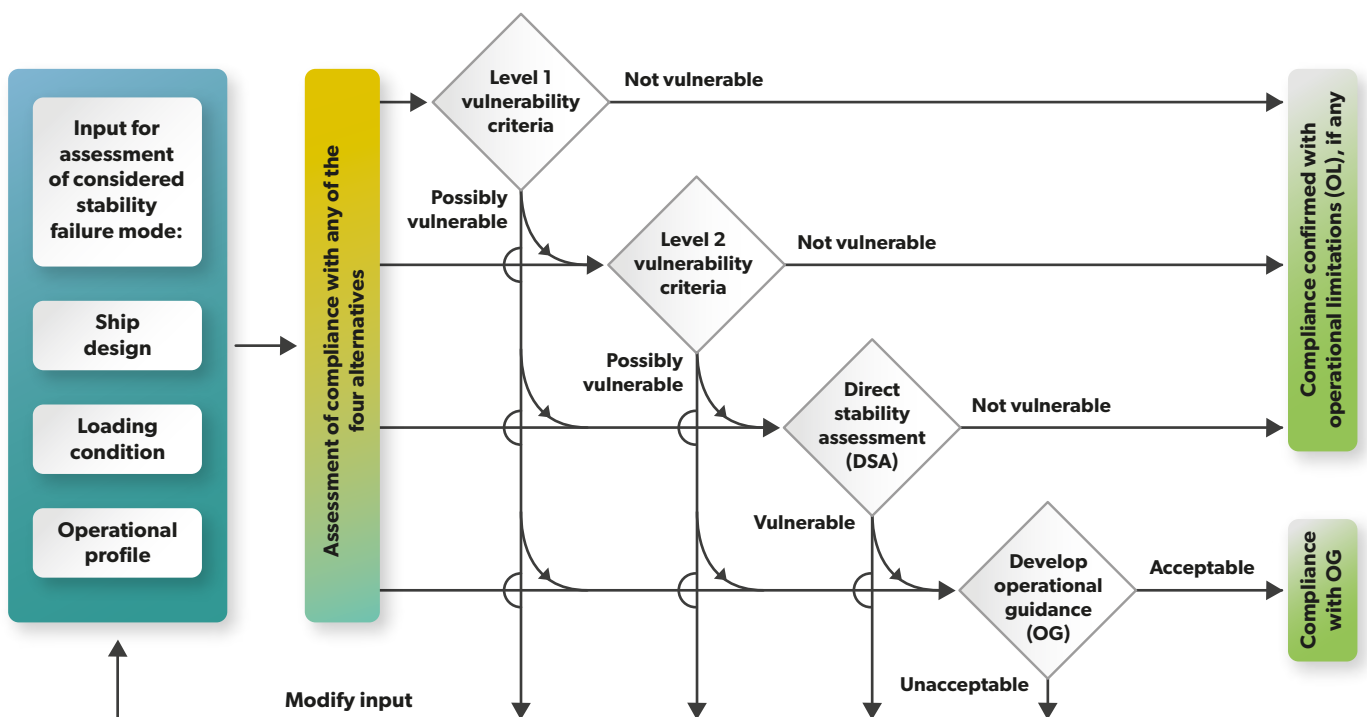 Input for
assessment
of considered
stability
failure mode:
Ship
design
Loading
condition
Operational
profile
Assessment of compliance with any of the
four alternatives
Level 1
vulnerability
criteria
Not vulnerable
Possibly
vulnerable
Level 2
vulnerability
criteria
Not vulnerable
Possibly
vulnerable
Direct
stability
assessment
(DSA)
Not vulnerable
Vulnerable
Develop
operational
guidance
(OG)
Acceptable
Unacceptable
Compliance confirmed with
operational limitations (OL), if any
Compliance
with OG
Modify input